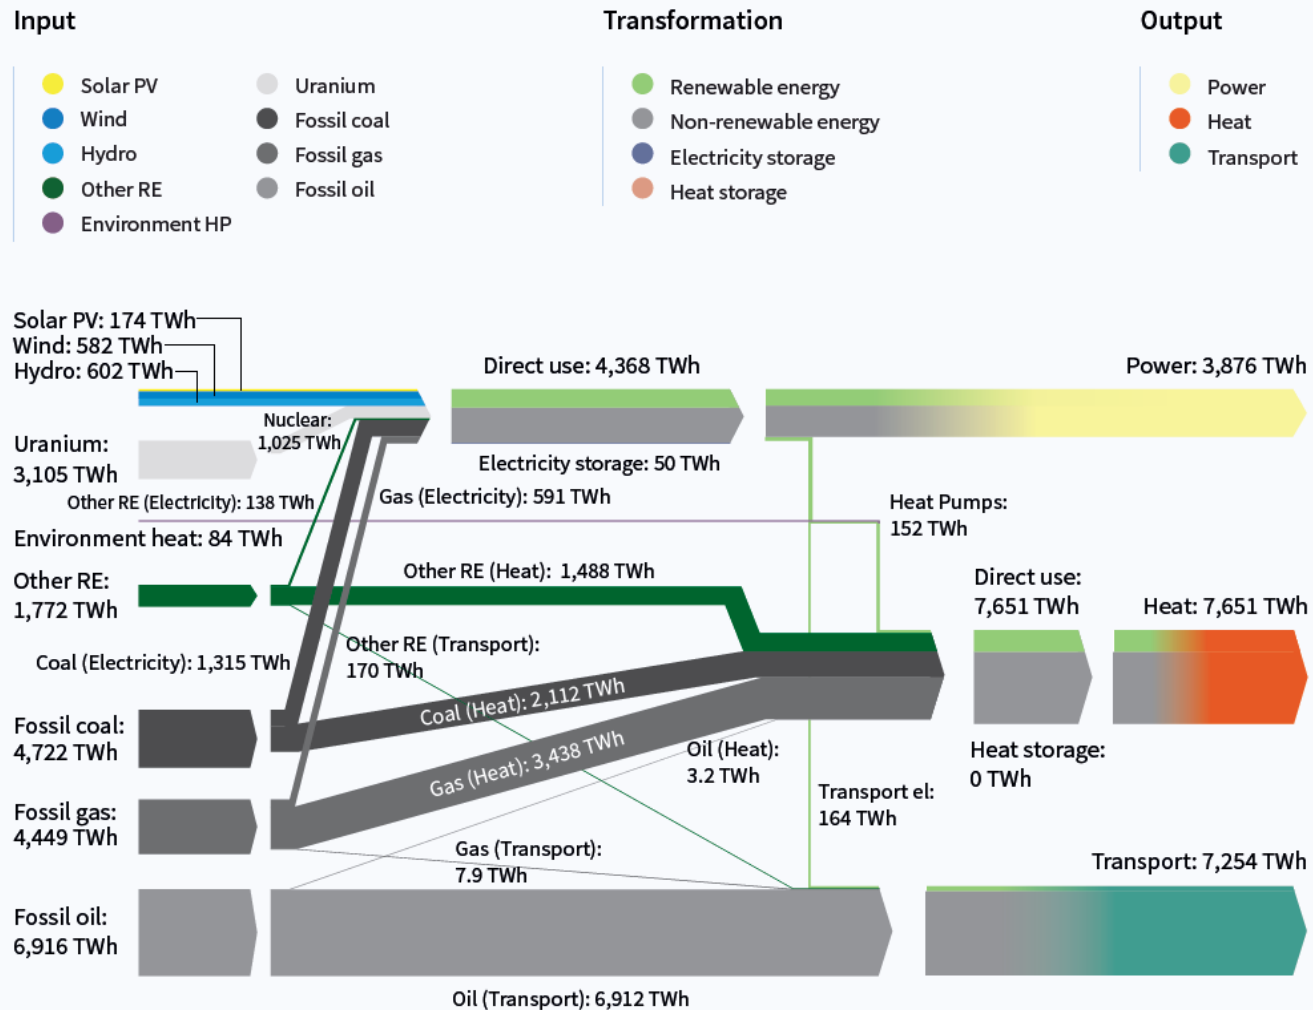 Input
Transformation
Output
Solar PV
Wind
Hydro
Other RE
Environment HP
Uranium
Fossil coal
Fossil gas
Fossil oil
Renewable energy
Non-renewable energy
Electricity storage
Heat storage
Power
Heat
Transport
Solar PV: 174 TWh
Wind: 582 TWh
Hydro: 602 TWh
Direct use: 4,368 TWh
Power: 3,876 TWh
Nuclear:
1,025 TWh
Uranium:
3,105 TWh
Electricity storage: 50 TWh
Other RE (Electricity): 138 TWh
Gas (Electricity): 591 TWh
Heat Pumps:
152 TWh
Environment heat: 84 TWh
Other RE:
1,772 TWh
Other RE (Heat): 1,488 TWh
Direct use:
7,651 TWh
Heat: 7,651 TWh
Other RE (Transport):
170 TWh
Coal (Electricity): 1,315 TWh
Coal (Heat): 2,112 TWh
Fossil coal:
4,722 TWh
Gas (Heat): 3,438 TWh
Oil (Heat):
3.2 TWh
Heat storage:
0 TWh
Transport el:
164 TWh
Fossil gas:
4,449 TWh
Gas (Transport):
7.9 TWh
Transport: 7,254 TWh
Fossil oil:
6,916 TWh
Oil (Transport): 6,912 TWh